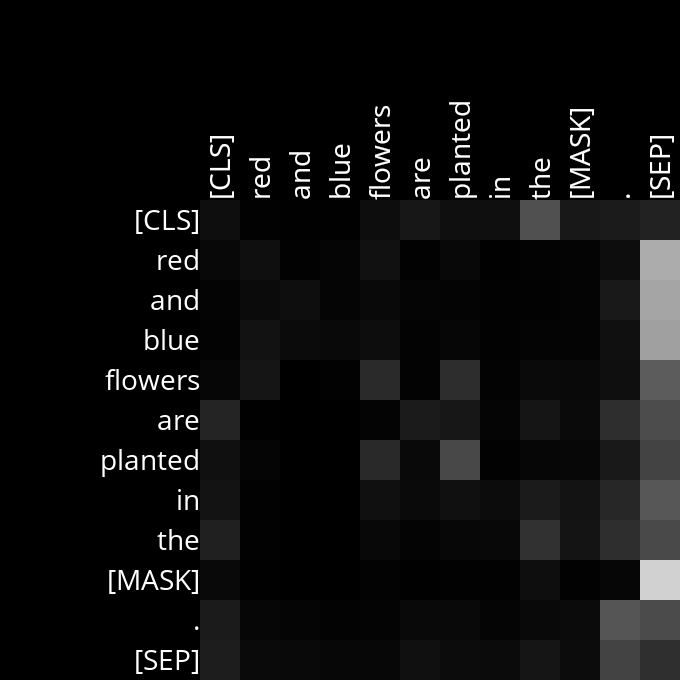 [CLS] red and blue flowers are planted in the [MASK] . [SEP]
[CLS]
red
and
blue
flowers
are
planted
in
the
[MASK]
.
[SEP]